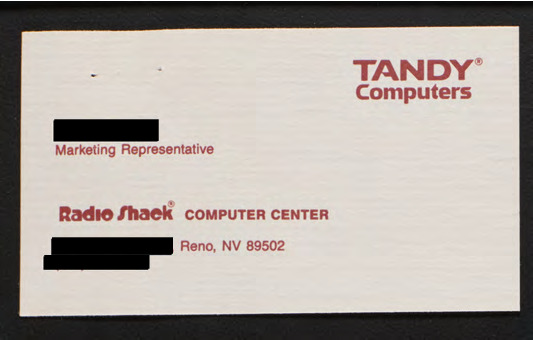 TANDY®
Computers
Marketing Representative
Radio Shack® COMPUTER CENTER
Reno, NV 89502